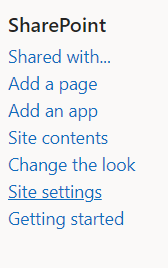 SharePoint
Shared with...
Add a page
Add an app
Site contents
Change the look
Site settings
Getting started